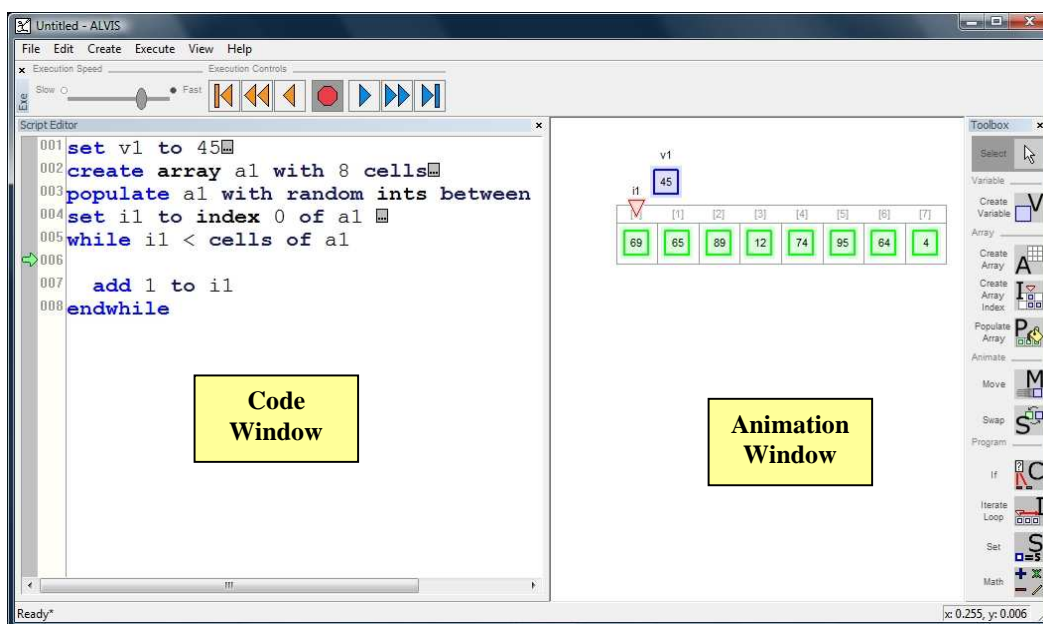 Untitled - ALVIS
File Edit Create Execute View Help
x Execution Speed Execution Controls
Exe
Slow Fast
Script Editor x
001 set v1 to 45
002 create array a1 with 8 cells
003 populate a1 with random ints between
004 set i1 to index 0 of a1
005 while i1 < cells of a1
006
007 add 1 to i1
008 endwhile
Code
Window
v1
45
i1
[1] [2] [3] [4] [5] [6] [7]
69 65 89 12 74 95 64 4
Animation
Window
Toolbox x
Select
Variable
Create
Variable
V
Array
Create
Array
A
Create
Array
Index
I
Populate
Array
P
Animate
Move
M
Swap
S
Program
If
? C
Iterate
Loop
I
Set
S
=s
Math
+ × − ⁄
Ready*
x: 0.255, y: 0.006